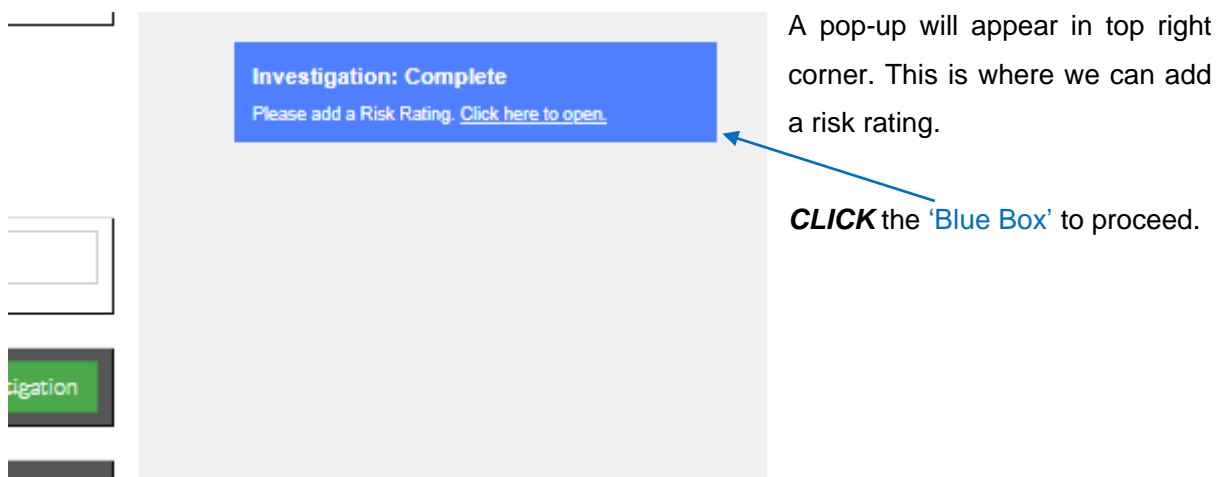 Investigation: Complete
Please add a Risk Rating. Click here to open.
tigation
A pop-up will appear in top right
corner. This is where we can add
a risk rating.
CLICK the ‘Blue Box’ to proceed.